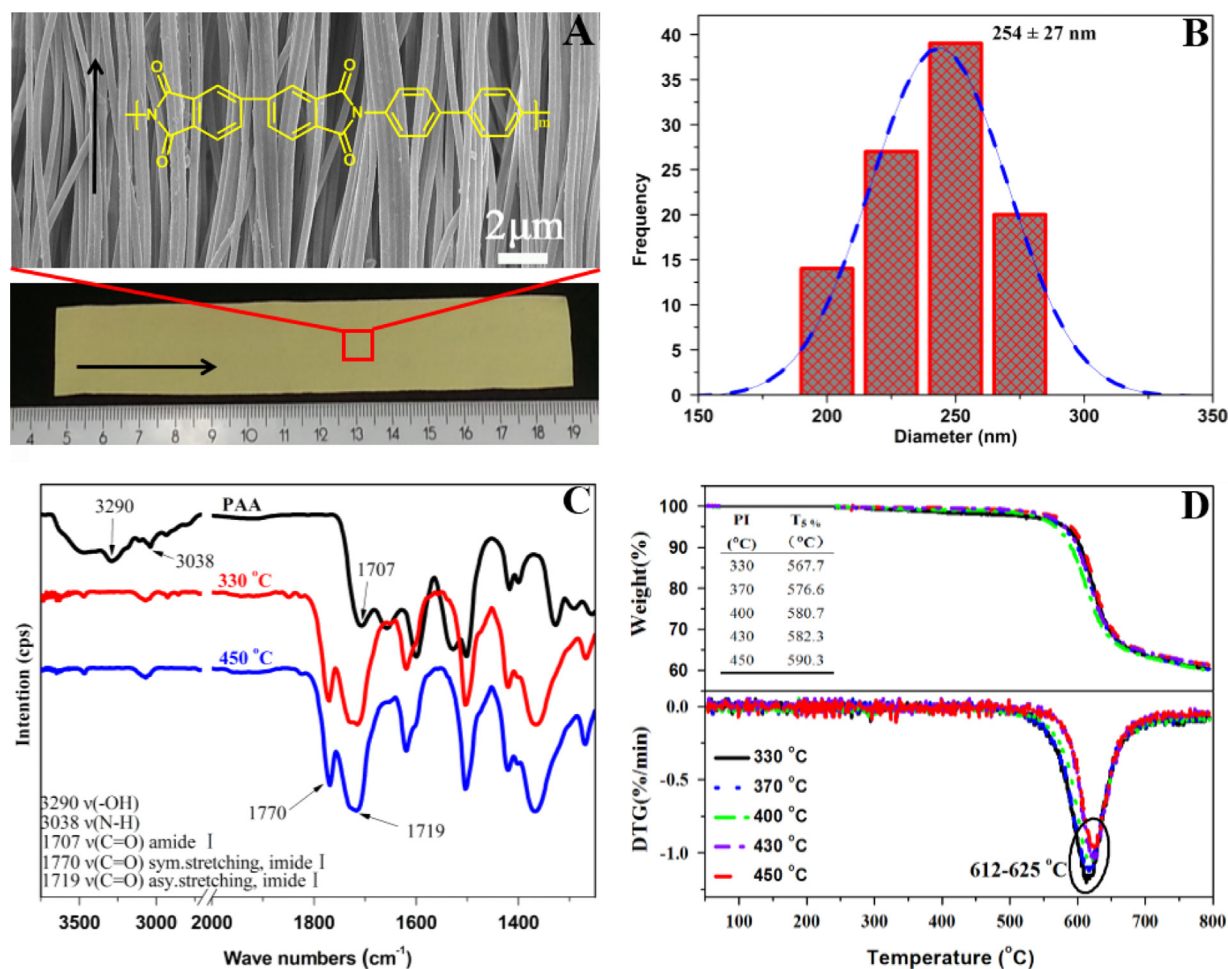 A
O
O
N
N
O
O
m
2μm
4 5 6 7 8 9 10 11 12 13 14 15 16 17 18 19
B
254 ± 27 nm
Frequency
40
35
30
25
20
15
10
5
0
150 200 250 300 350
Diameter (nm)
C
3290
PAA
3038
1707
330 °C
450 °C
1770
1719
3290 ν(-OH)
3038 ν(N-H)
1707 ν(C=O) amide Ⅰ
1770 ν(C=O) sym.stretching, imide Ⅰ
1719 ν(C=O) asy.stretching, imide Ⅰ
Intention (cps)
3500 3000 2000 1800 1600 1400
Wave numbers (cm-1)
D
Weight(%)
100
90
80
70
60
PI T5 %
(°C) (°C)
330 567.7
370 576.6
400 580.7
430 582.3
450 590.3
DTG(%/min)
0.0
-0.5
-1.0
330 °C
370 °C
400 °C
430 °C
450 °C
612-625 °C
100 200 300 400 500 600 700 800
Temperature (°C)